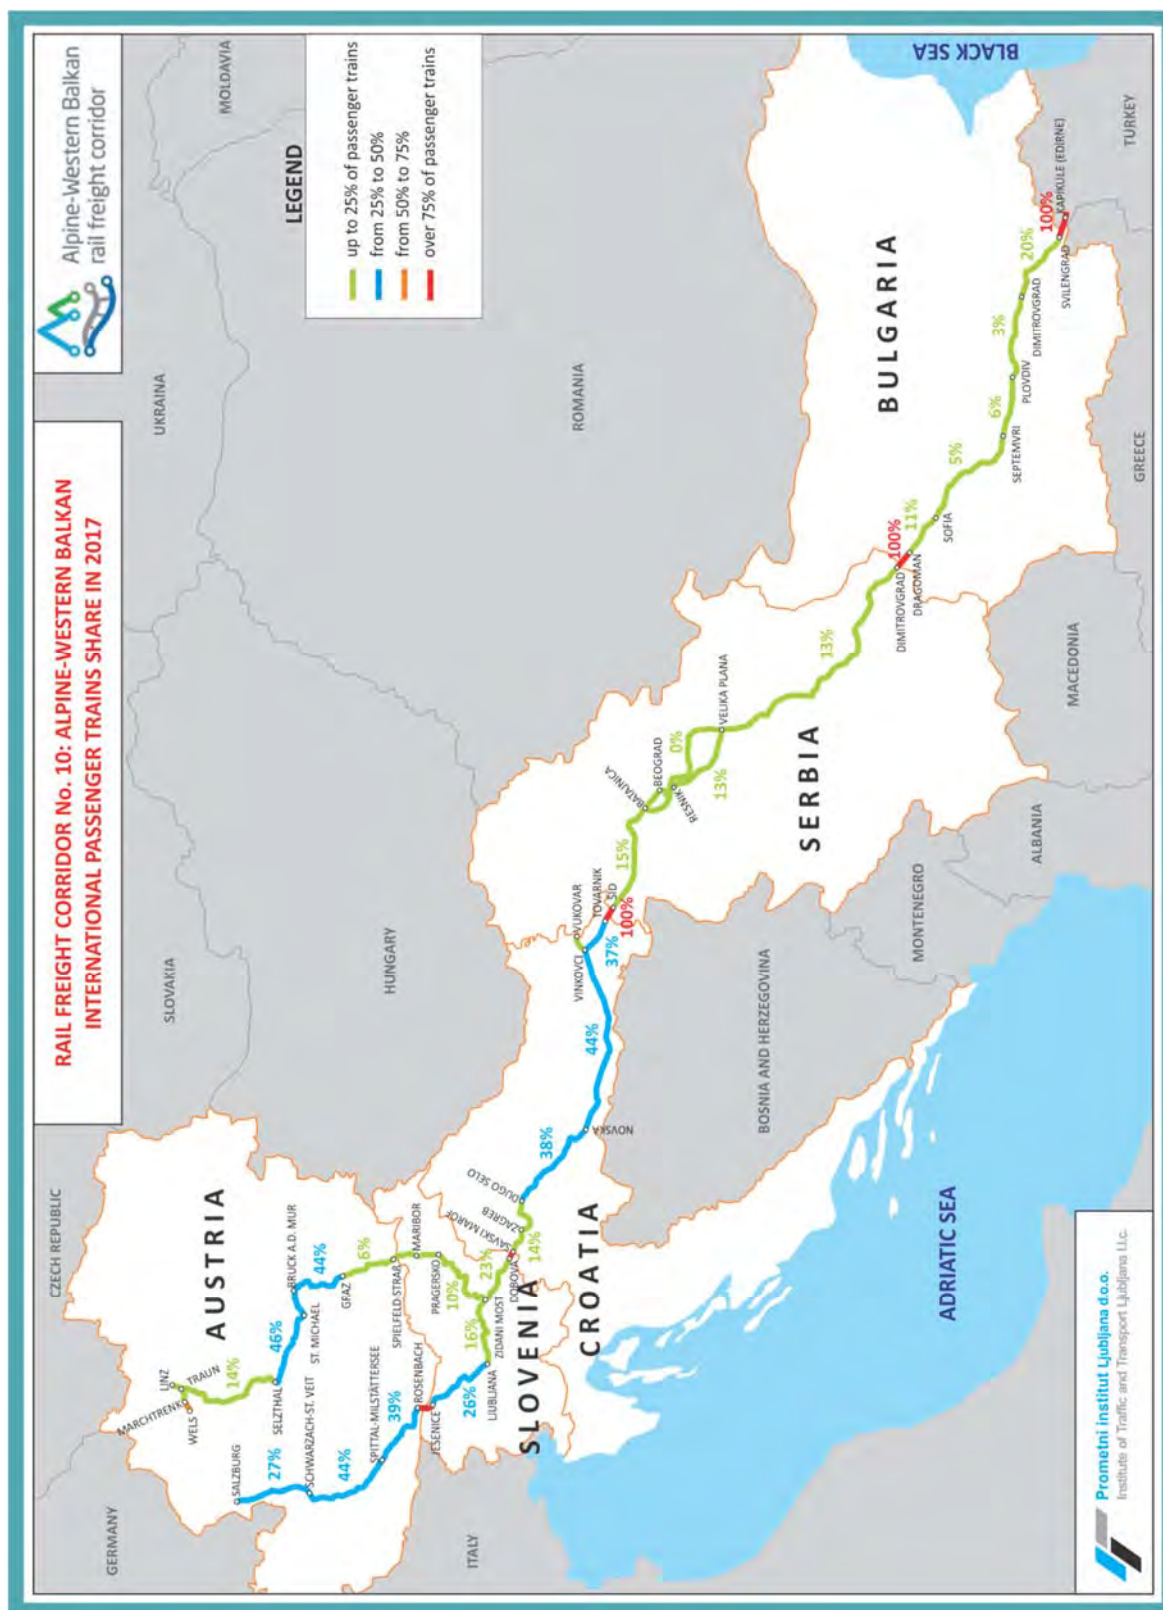 RAIL FREIGHT CORRIDOR No. 10: ALPINE-WESTERN BALKAN
INTERNATIONAL PASSENGER TRAINS SHARE IN 2017
Alpine-Western Balkan
rail freight corridor
LEGEND
up to 25% of passenger trains
from 25% to 50%
from 50% to 75%
over 75% of passenger trains
CZECH REPUBLIC
SLOVAKIA
UKRAINA
MOLDAVIA
GERMANY
AUSTRIA
HUNGARY
ROMANIA
ITALY
SLOVENIA
CROATIA
BOSNIA AND HERZEGOVINA
SERBIA
MONTENEGRO
ALBANIA
MACEDONIA
BULGARIA
GREECE
TURKEY
BLACK SEA
ADRIATIC SEA
LINZ
TRAUN
MARCHTRENK
WELS
14%
SELZTHAL
46%
ST. MICHAEL
BRUCK A.D. MUR
44%
GRAZ
6%
SPIELFELD-STRAß
MARIBOR
PRAGERSKO
10%
ZIDANI MOST
SALZBURG
27%
SCHWARZACH-ST. VEIT
44%
SPITTAL-MILSTÄTTERSEE
39%
ROSENBACH
JESENICE
26%
LJUBLJANA
16%
23%
DOBOVA
SAVSKI MAROF
14%
ZAGREB
DUGO SELO
38%
NOVSKA
44%
VINKOVCI
VUKOVAR
37%
TOVARNIK
100%
ŠID
15%
BATAJNICA
BEOGRAD
RESNIK
0%
13%
VELIKA PLANA
13%
DIMITROVGRAD
100%
DRAGOMAN
11%
SOFIA
5%
SEPTEMVRI
6%
PLOVDIV
3%
DIMITROVGRAD
20%
SVILENGRAD
100%
KAPIKULE (EDIRNE)
Prometni institut Ljubljana d.o.o.
Institute of Traffic and Transport Ljubljana Llc.